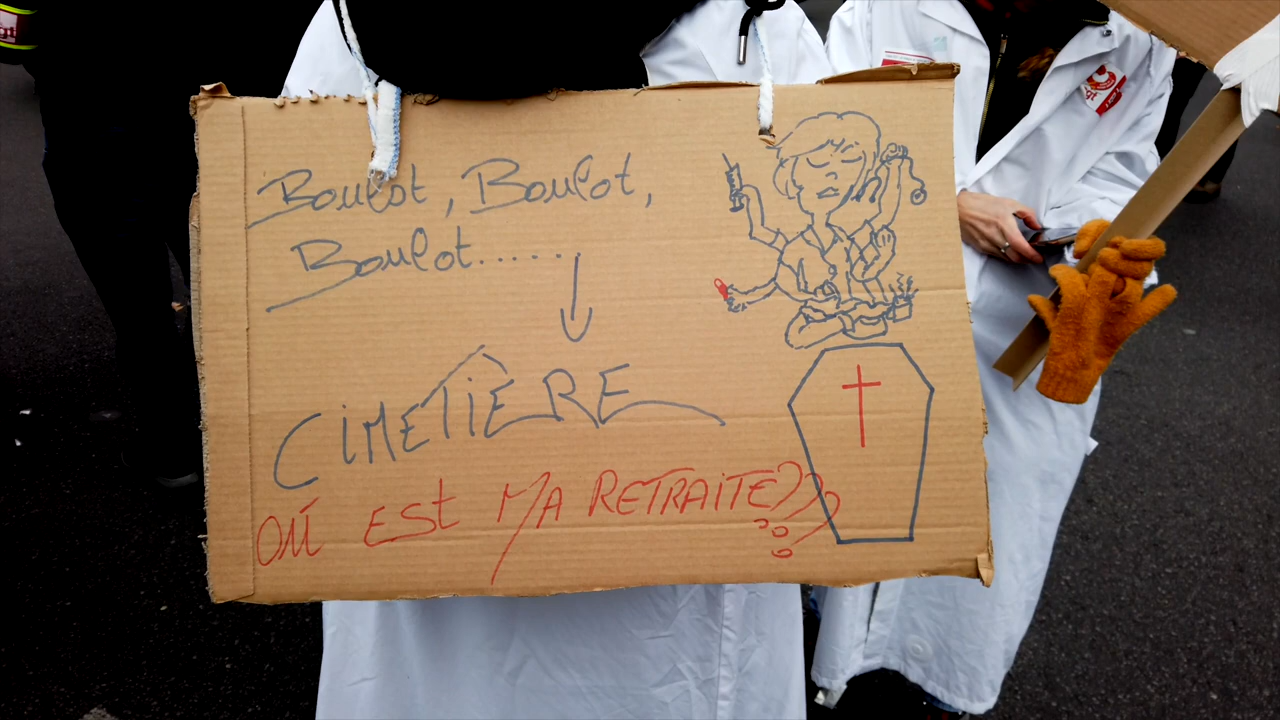 Boulot, Boulot,
Boulot......
CIMETIÈRE
OÙ EST MA RETRAITE???